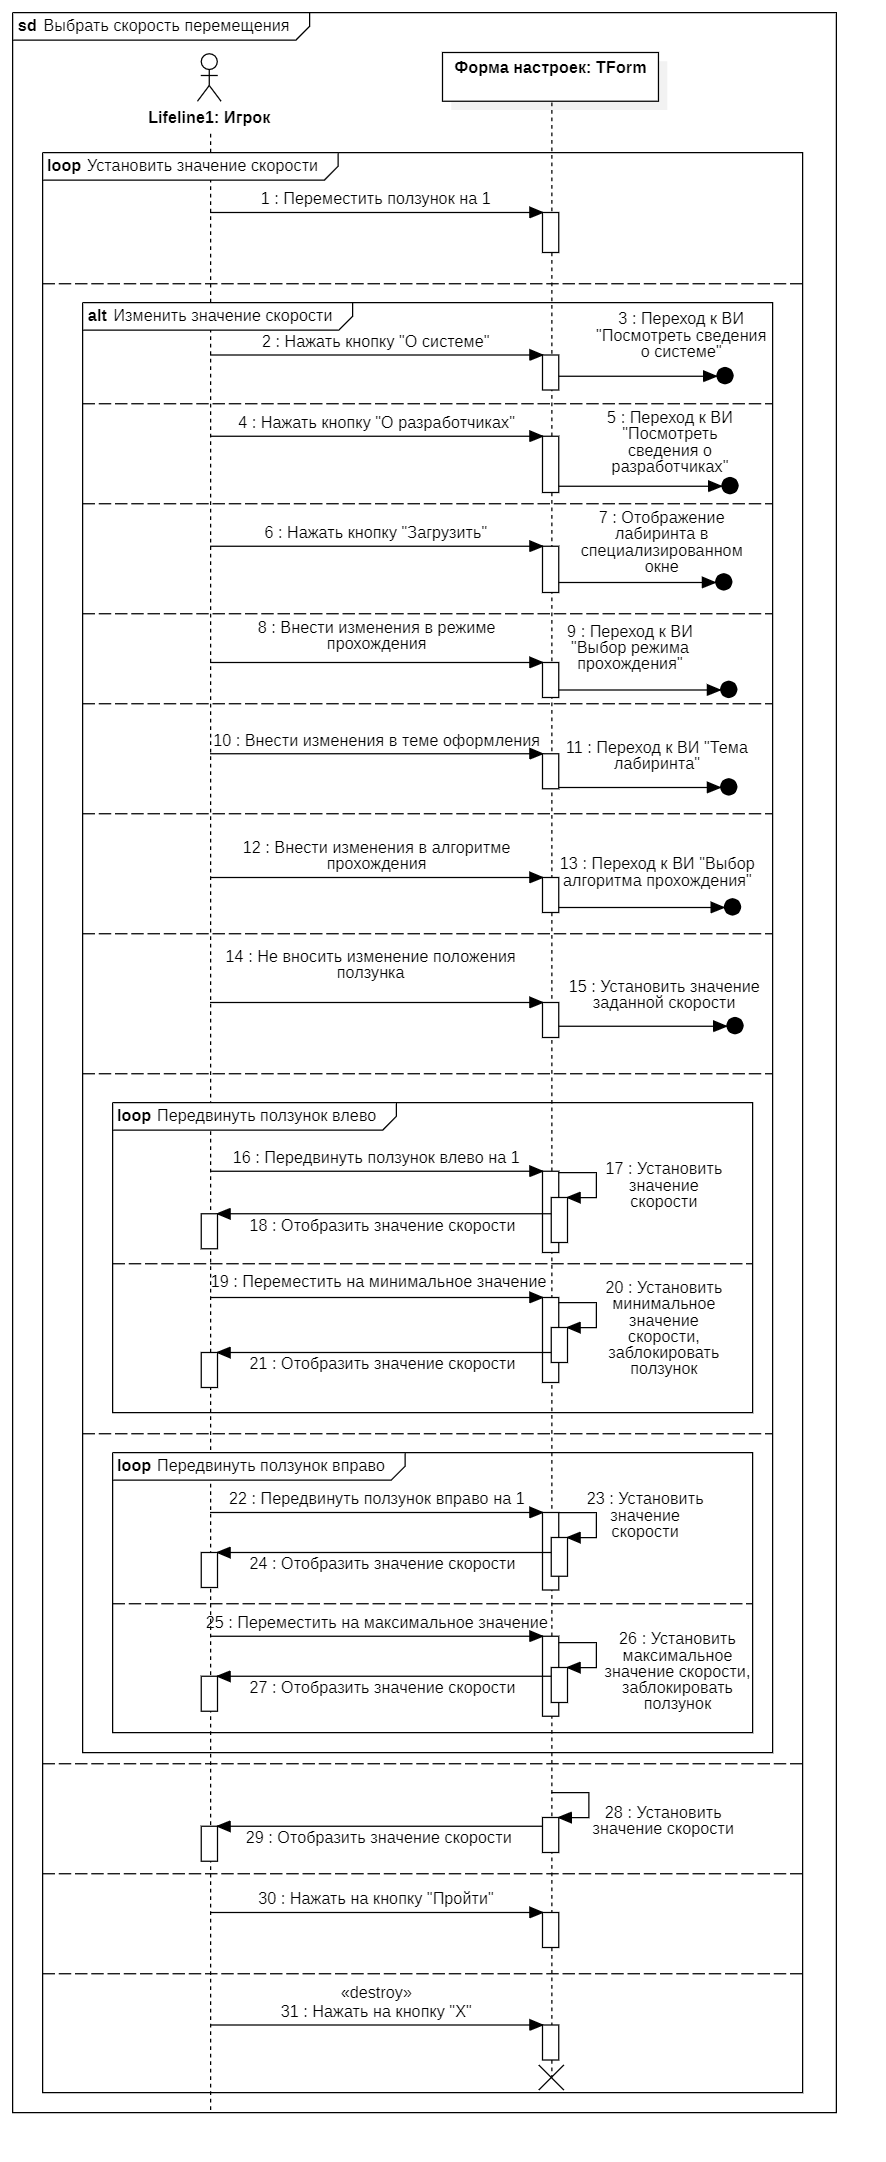 sd Выбрать скорость перемещения
Lifeline1: Игрок
Форма настроек: TForm
loop Установить значение скорости
1 : Переместить ползунок на 1
alt Изменить значение скорости
2 : Нажать кнопку "О системе"
3 : Переход к ВИ
"Посмотреть сведения
о системе"
4 : Нажать кнопку "О разработчиках"
5 : Переход к ВИ
"Посмотреть
сведения о
разработчиках"
6 : Нажать кнопку "Загрузить"
7 : Отображение
лабиринта в
специализированном
окне
8 : Внести изменения в режиме
прохождения
9 : Переход к ВИ
"Выбор режима
прохождения"
10 : Внести изменения в теме оформления
11 : Переход к ВИ "Тема
лабиринта"
12 : Внести изменения в алгоритме
прохождения
13 : Переход к ВИ "Выбор
алгоритма прохождения"
14 : Не вносить изменение положения
ползунка
15 : Установить значение
заданной скорости
loop Передвинуть ползунок влево
16 : Передвинуть ползунок влево на 1
17 : Установить
значение
скорости
18 : Отобразить значение скорости
19 : Переместить на минимальное значение
20 : Установить
минимальное
значение
скорости,
заблокировать
ползунок
21 : Отобразить значение скорости
loop Передвинуть ползунок вправо
22 : Передвинуть ползунок вправо на 1
23 : Установить
значение
скорости
24 : Отобразить значение скорости
25 : Переместить на максимальное значение
26 : Установить
максимальное
значение скорости,
заблокировать
ползунок
27 : Отобразить значение скорости
28 : Установить
значение скорости
29 : Отобразить значение скорости
30 : Нажать на кнопку "Пройти"
«destroy»
31 : Нажать на кнопку "X"